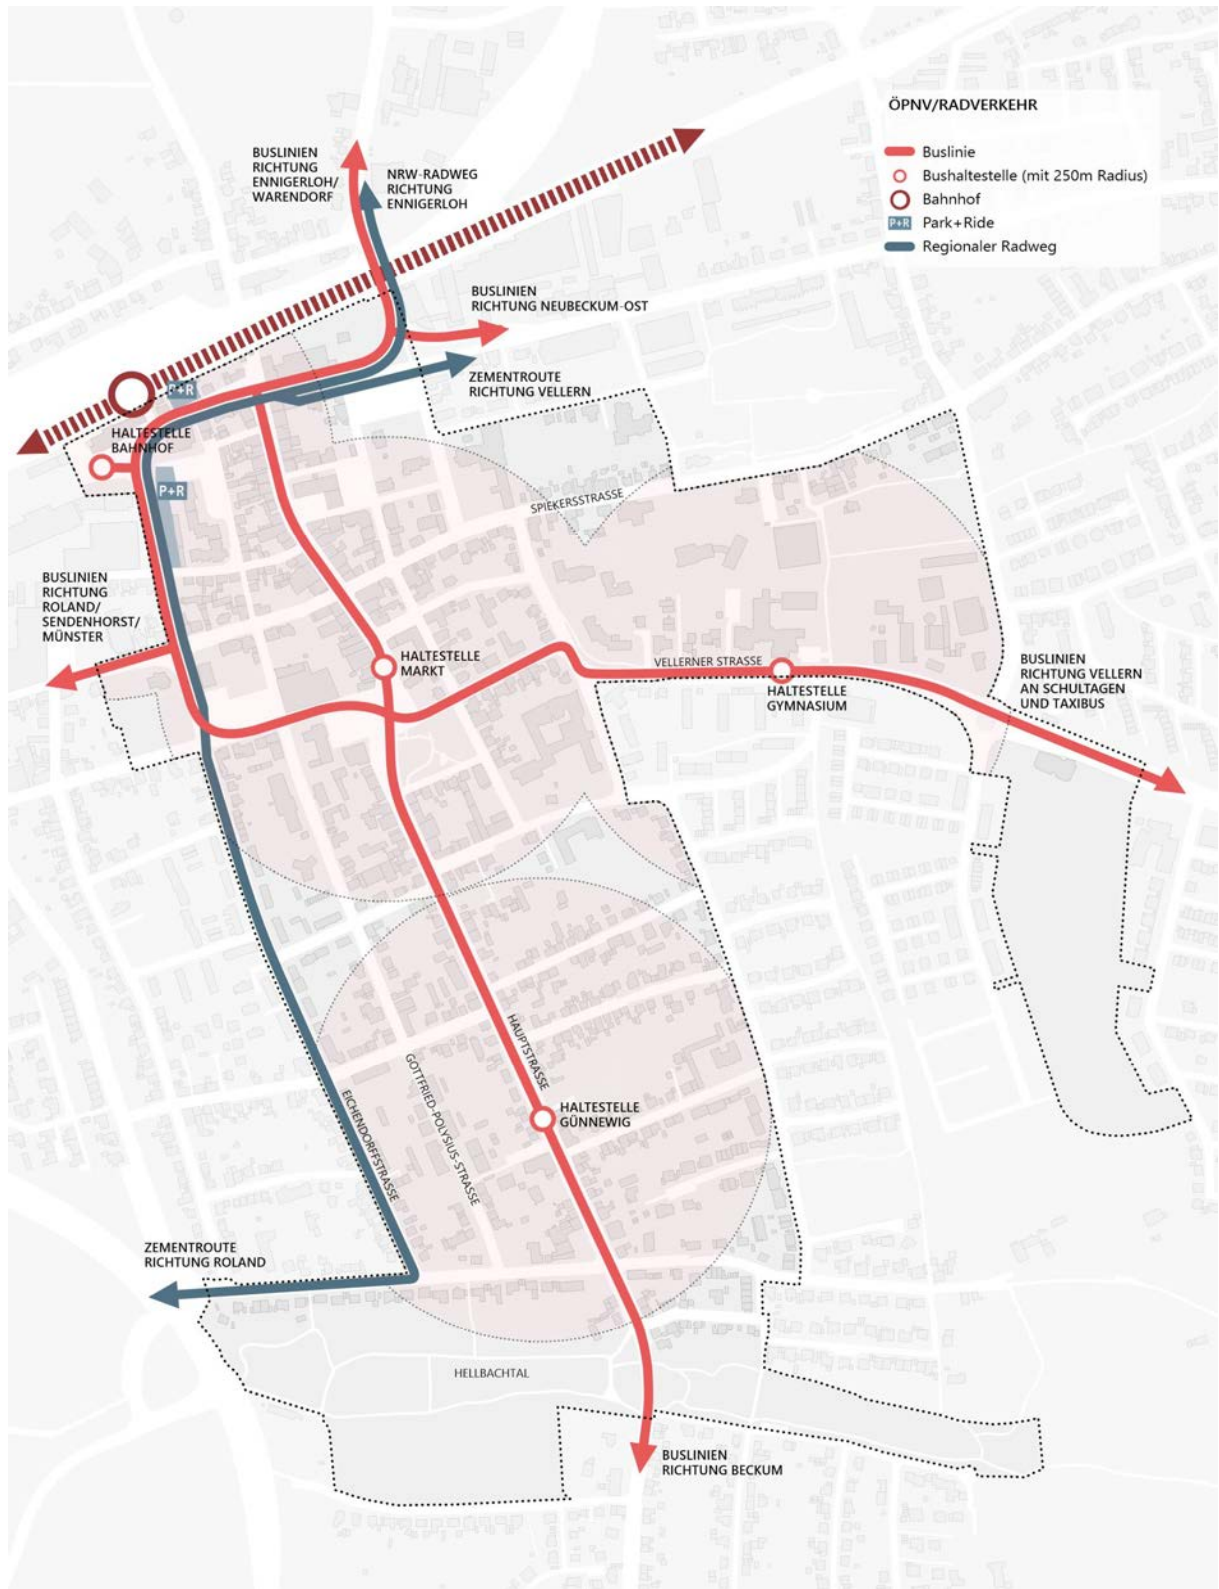 ÖPNV/RADVERKEHR
Buslinie
Bushaltestelle (mit 250m Radius)
Bahnhof
P+R Park+Ride
Regionaler Radweg
BUSLINIEN
RICHTUNG
ENNIGERLOH/
WARENDORF
NRW-RADWEG
RICHTUNG
ENNIGERLOH
BUSLINIEN
RICHTUNG NEUBECKUM-OST
ZEMENTROUTE
RICHTUNG VELLERN
P+R
HALTESTELLE
BAHNHOF
P+R
SPIEKERSSTRASSE
BUSLINIEN
RICHTUNG
ROLAND/
SENDENHORST/
MÜNSTER
HALTESTELLE
MARKT
VELLERNER STRASSE
HALTESTELLE
GYMNASIUM
BUSLINIEN
RICHTUNG VELLERN
AN SCHULTAGEN
UND TAXIBUS
HAUPTSTRASSE
GOTTFRIED-POLYSIUS-STRASSE
EICHENDORFFSTRASSE
HALTESTELLE
GÜNNEWIG
ZEMENTROUTE
RICHTUNG ROLAND
HELLBACHTAL
BUSLINIEN
RICHTUNG BECKUM